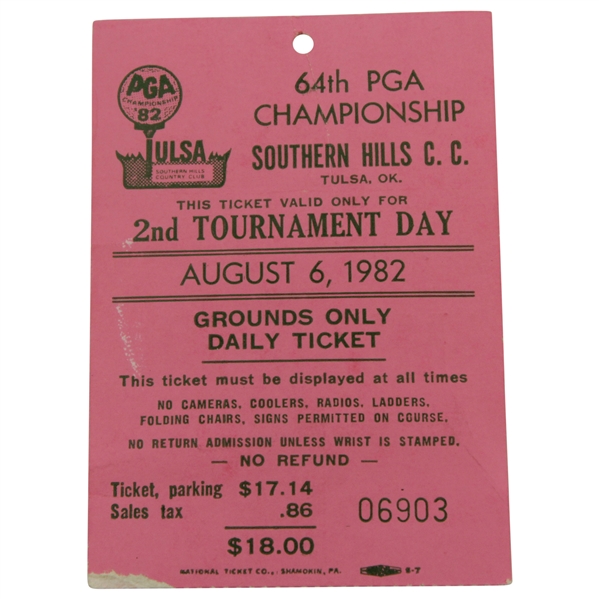 PGA
CHAMPIONSHIP
'82
TULSA
SOUTHERN HILLS
COUNTRY CLUB
64th PGA
CHAMPIONSHIP
SOUTHERN HILLS C. C.
TULSA, OK.
THIS TICKET VALID ONLY FOR
2nd TOURNAMENT DAY
AUGUST 6, 1982
GROUNDS ONLY
DAILY TICKET
This ticket must be displayed at all times
NO CAMERAS, COOLERS, RADIOS, LADDERS,
FOLDING CHAIRS, SIGNS PERMITTED ON COURSE.
NO RETURN ADMISSION UNLESS WRIST IS STAMPED.
— NO REFUND —
Ticket, parking $17.14
Sales tax .86
$18.00
06903
NATIONAL TICKET CO., SHAMOKIN, PA. 8-7